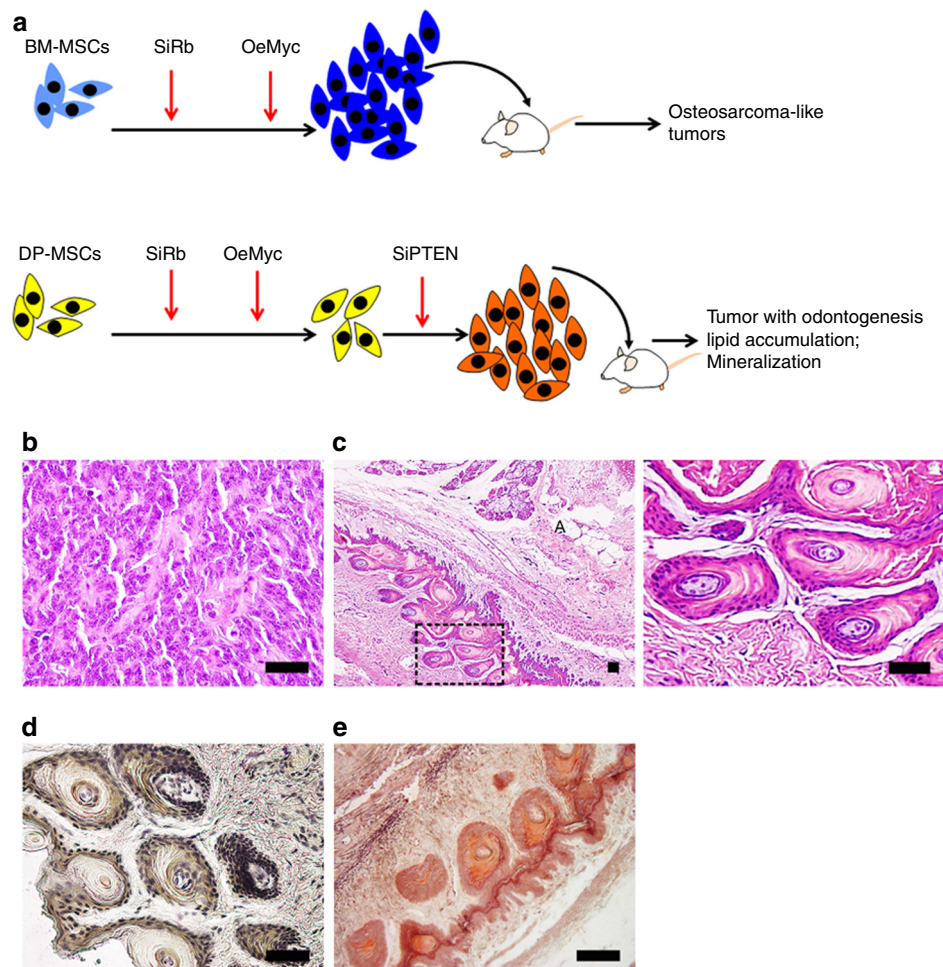 a
BM-MSCs SiRb OeMyc
Osteosarcoma-like
tumors
DP-MSCs SiRb OeMyc SiPTEN
Tumor with odontogenesis
lipid accumulation;
Mineralization
b c
A
d e